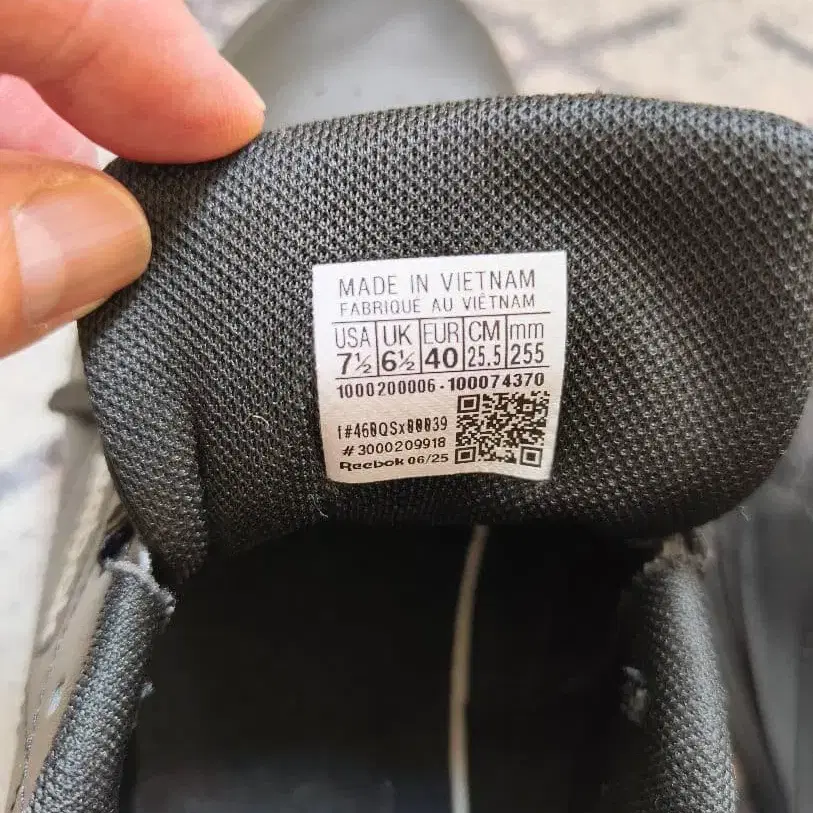 MADE IN VIETNAM
FABRIQUE AU VIÊTNAM
USA UK EUR CM mm
7½ 6½ 40 25.5 255
1000200006-100074370
# 3000209918
Reebok 06/25